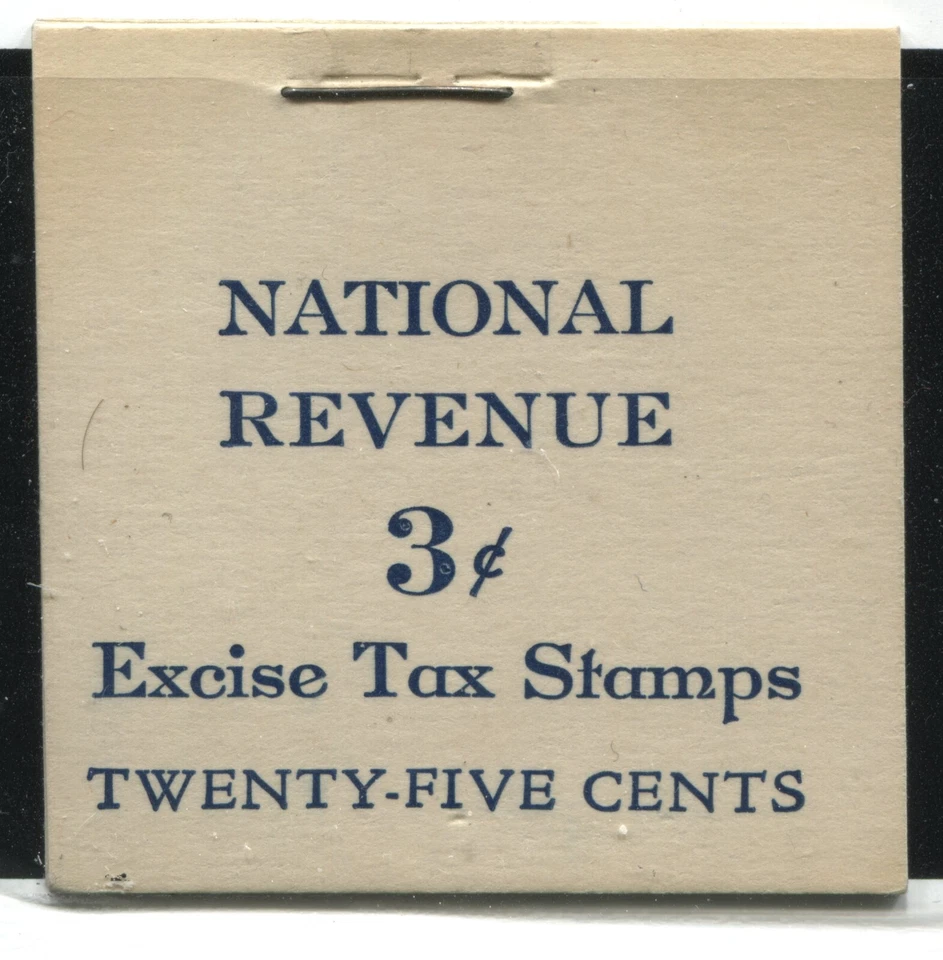 NATIONAL
REVENUE
3¢
Excise Tax Stamps
TWENTY-FIVE CENTS